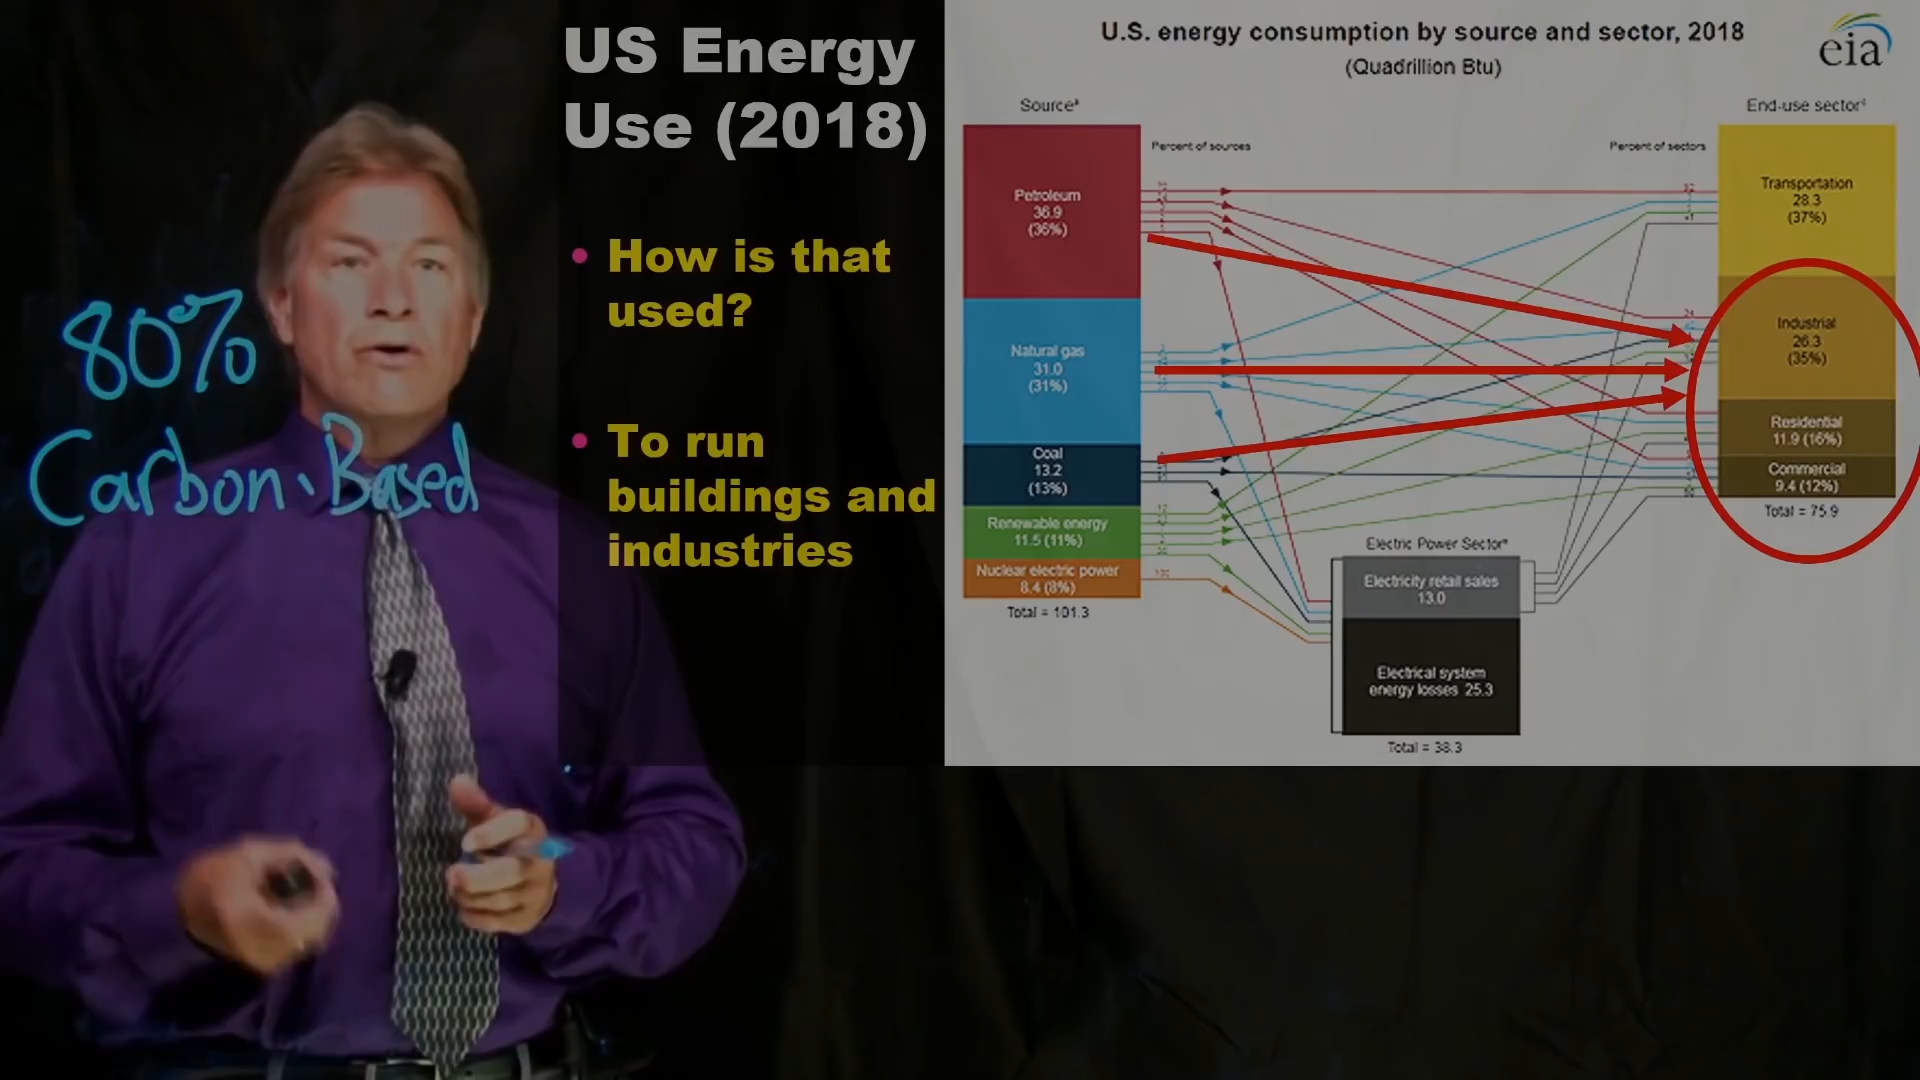 US Energy
Use (2018)
• How is that
used?
• To run
buildings and
industries
80%
Carbon-Based
U.S. energy consumption by source and sector, 2018
(Quadrillion Btu)
eia
Source
End-use sector
Percent of sources
Percent of sectors
Petroleum
36.9
(36%)
Natural gas
31.0
(31%)
Coal
13.2
(13%)
Renewable energy
11.5 (11%)
Nuclear electric power
8.4 (8%)
Total = 101.3
100
Transportation
28.3
(37%)
Industrial
26.3
(35%)
Residential
11.9 (16%)
Commercial
9.4 (12%)
Total = 75.9
Electric Power Sector
Electricity retail sales
13.0
Electrical system
energy losses 25.3
Total = 38.3